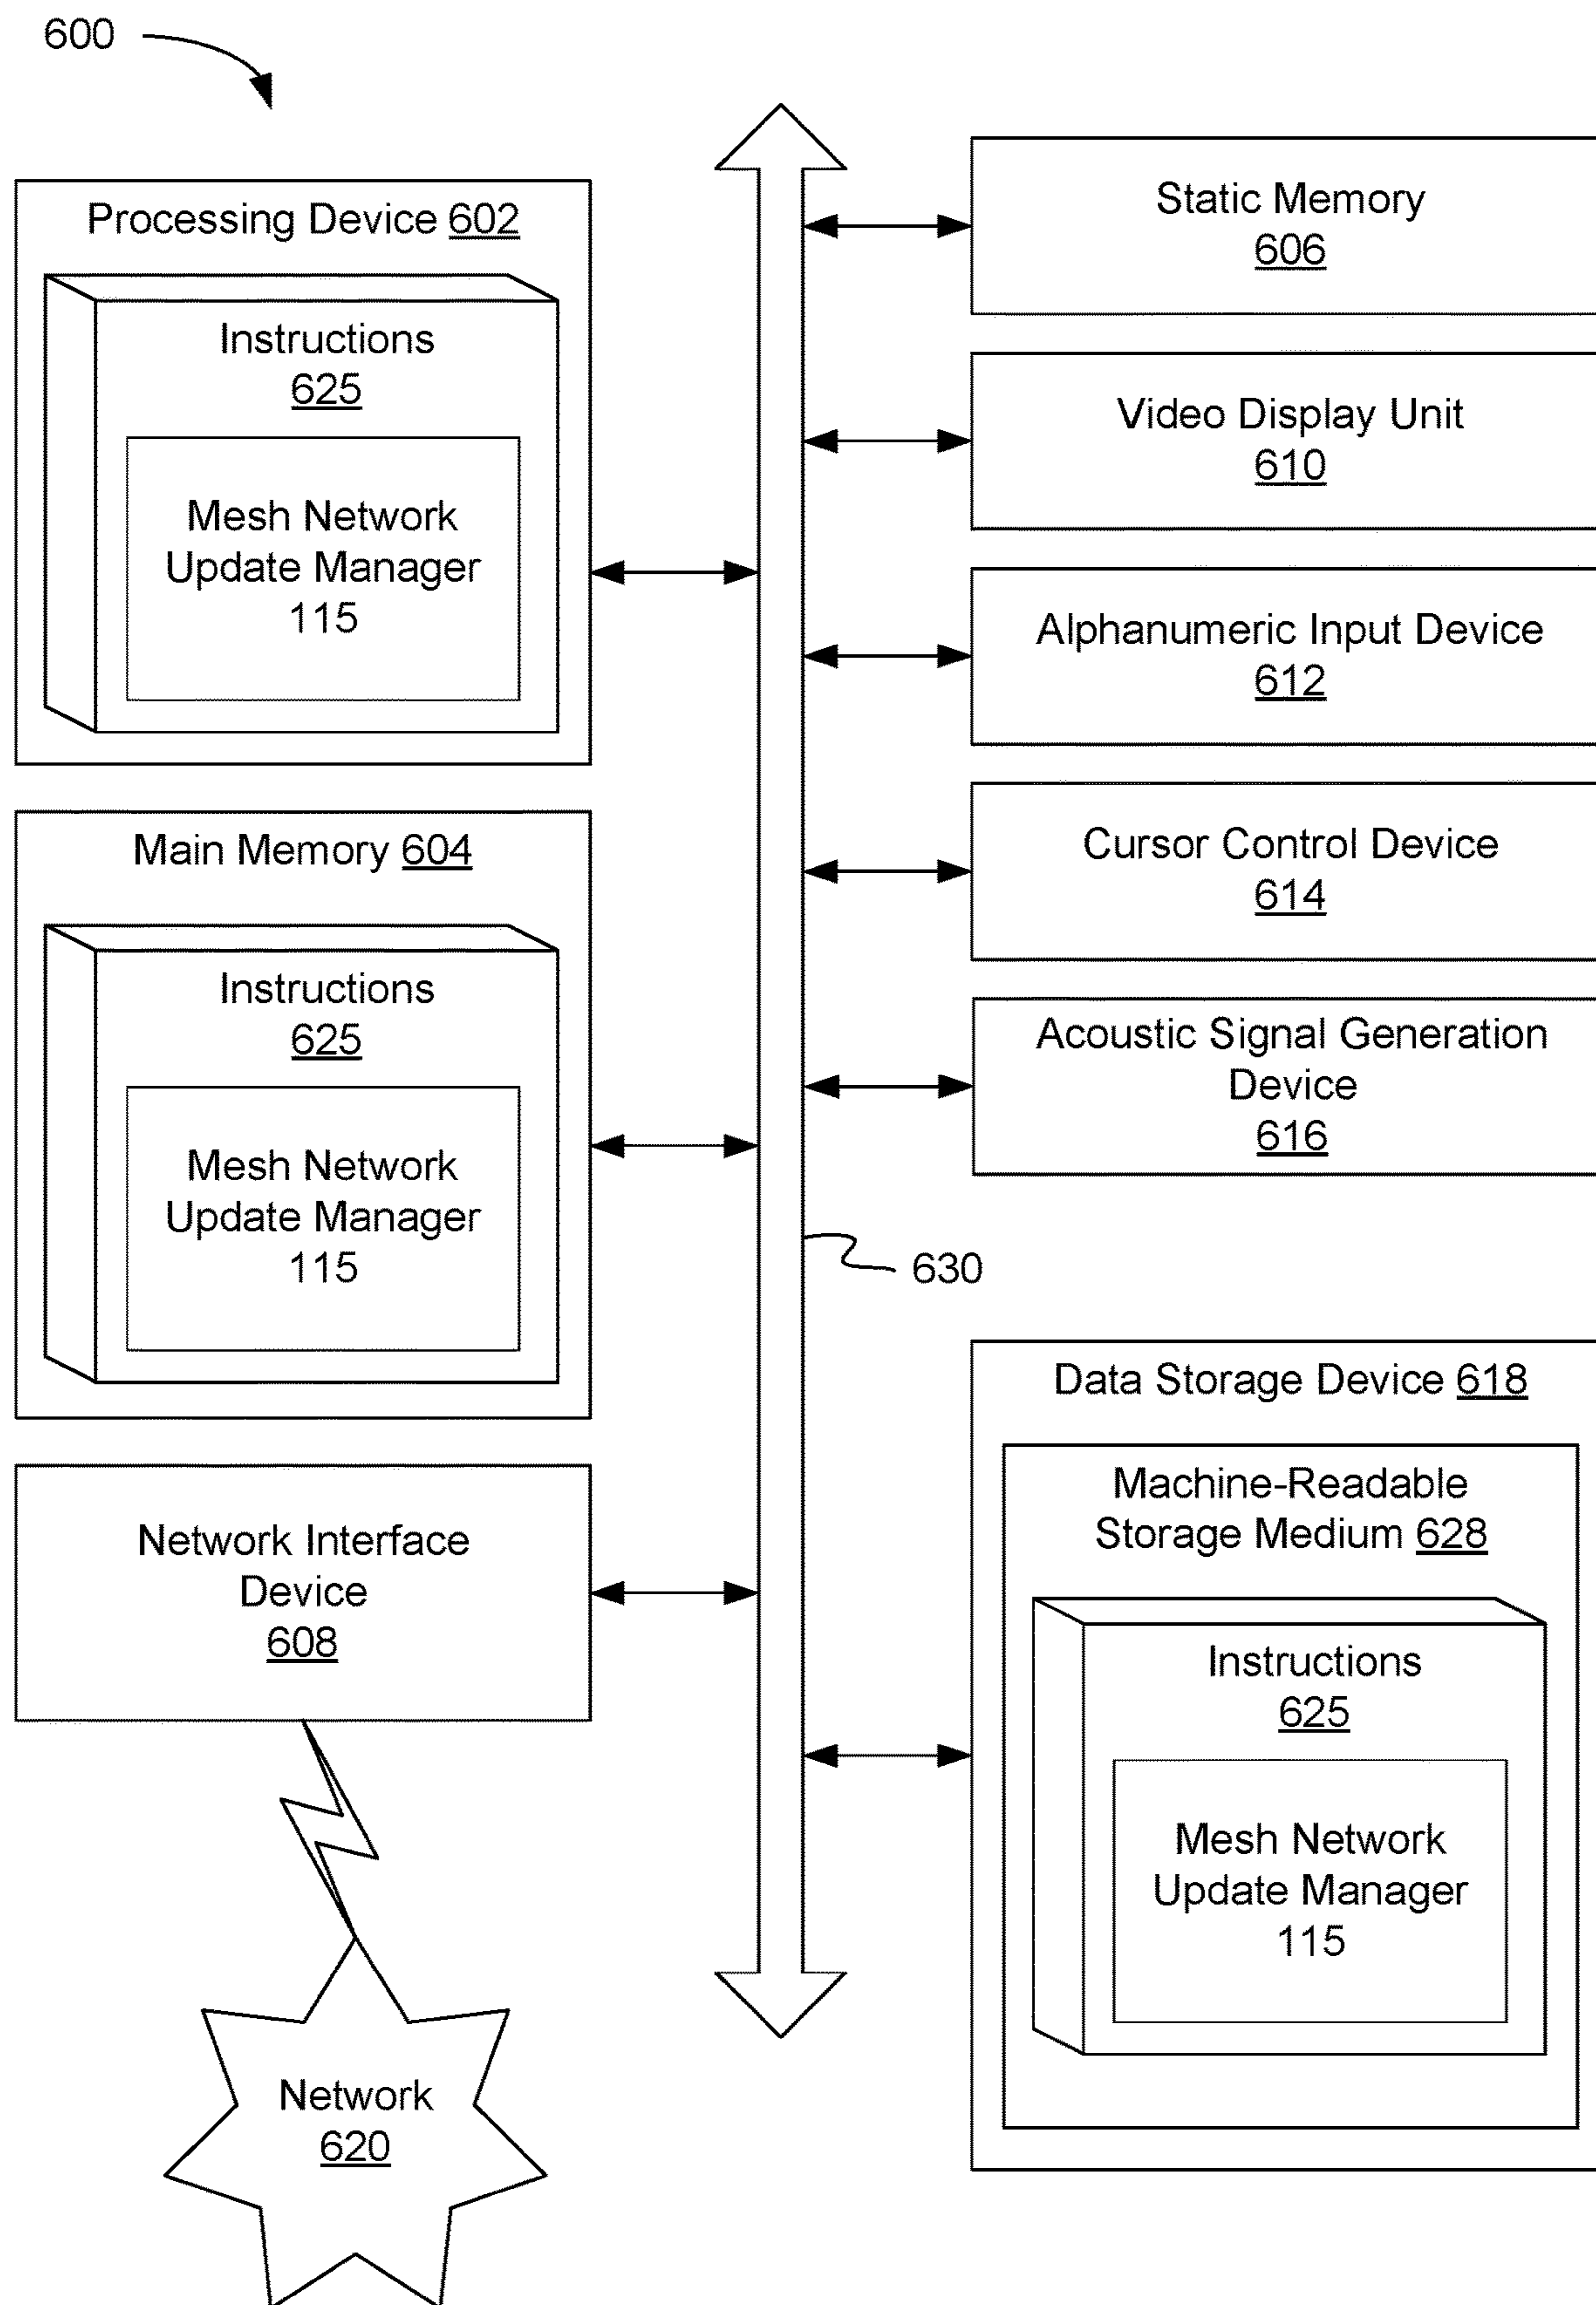 600
Processing Device 602
Instructions
625
Mesh Network
Update Manager
115
Main Memory 604
Instructions
625
Mesh Network
Update Manager
115
Network Interface
Device
608
Network
620
Static Memory
606
Video Display Unit
610
Alphanumeric Input Device
612
Cursor Control Device
614
Acoustic Signal Generation
Device
616
630
Data Storage Device 618
Machine-Readable
Storage Medium 628
Instructions
625
Mesh Network
Update Manager
115